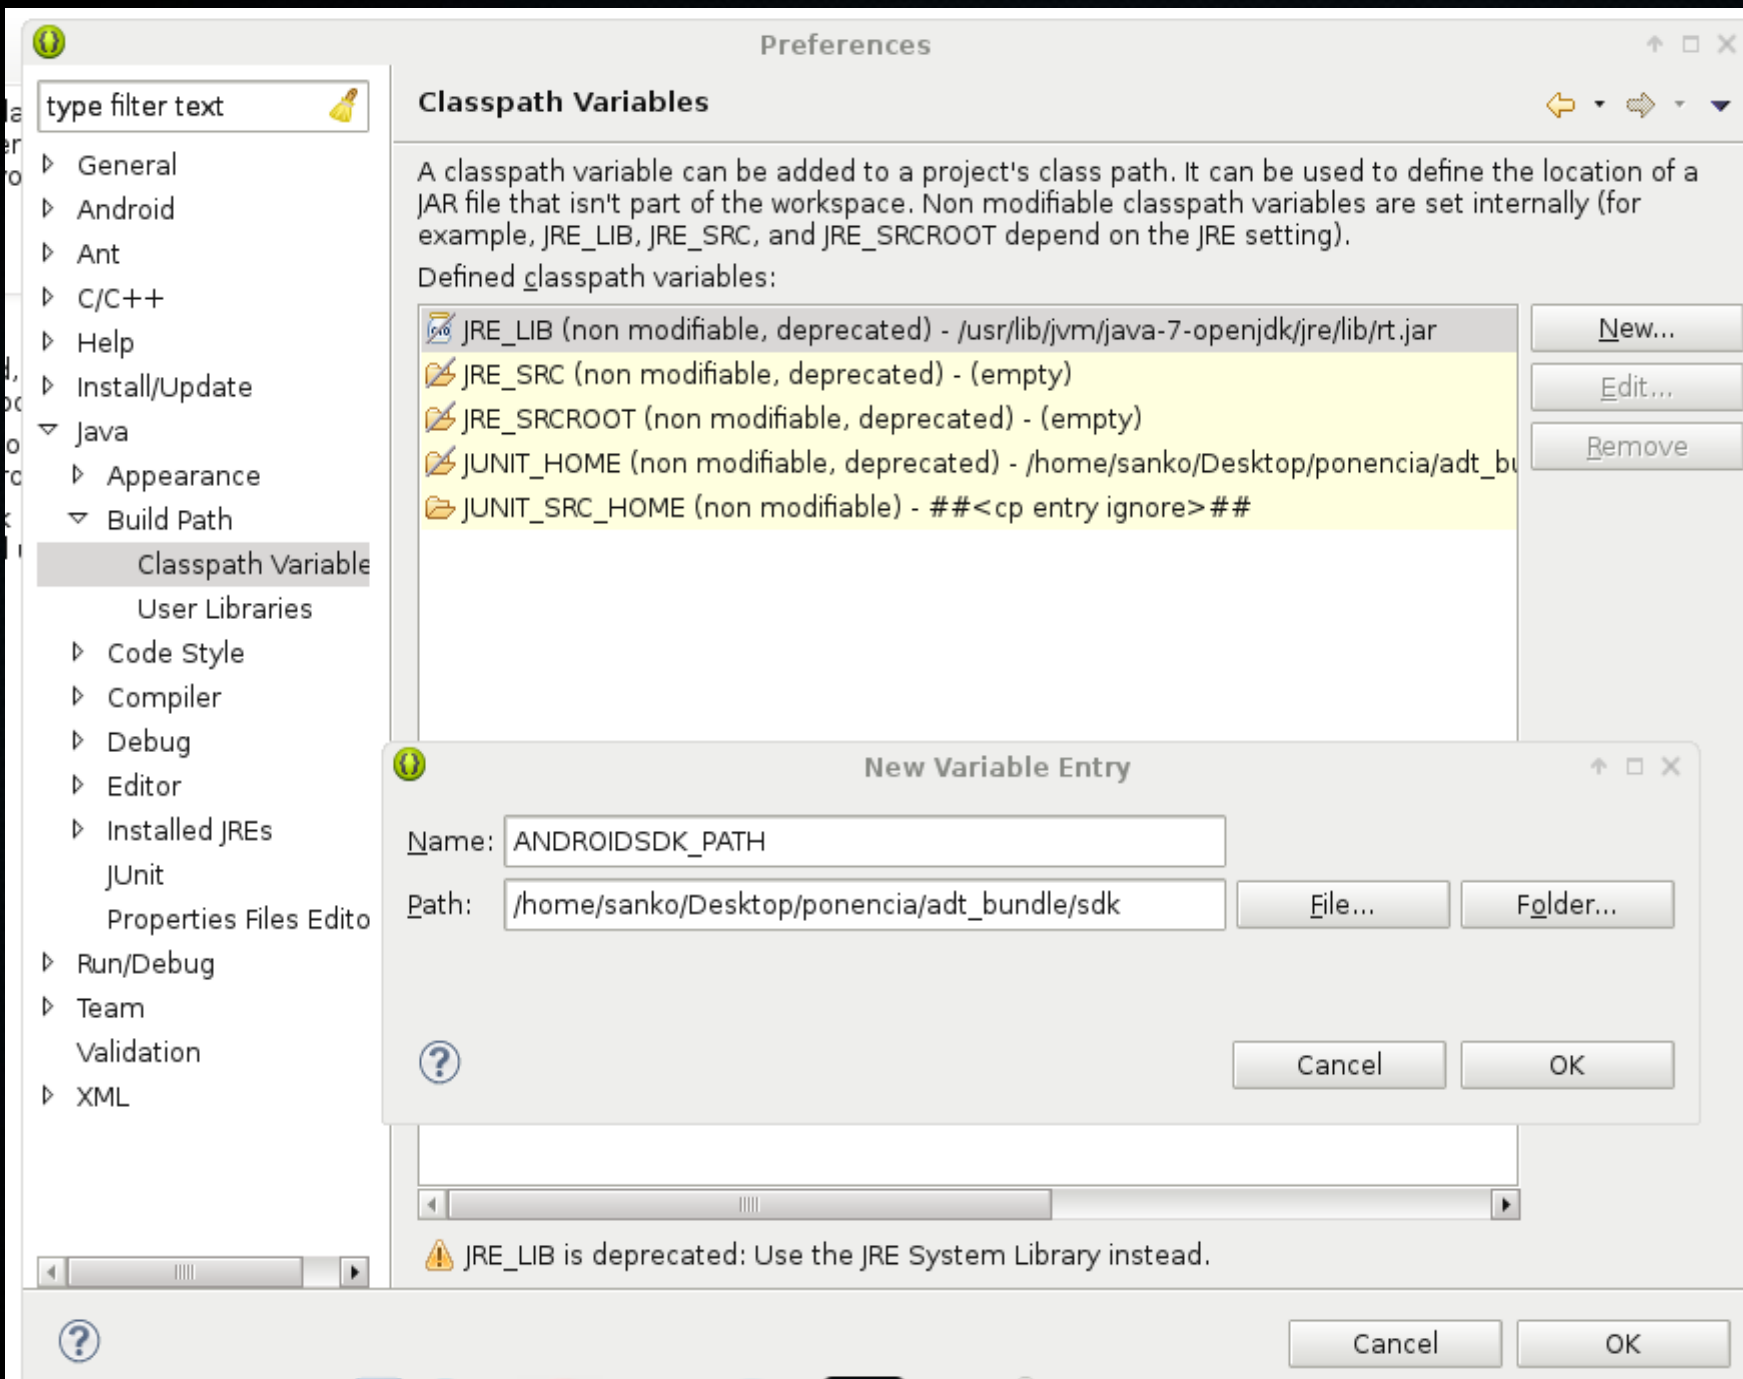 Preferences
type filter text
General
Android
Ant
C/C++
Help
Install/Update
Java
Appearance
Build Path
Classpath Variable
User Libraries
Code Style
Compiler
Debug
Editor
Installed JREs
JUnit
Properties Files Edito
Run/Debug
Team
Validation
XML
Classpath Variables
A classpath variable can be added to a project's class path. It can be used to define the location of a
JAR file that isn't part of the workspace. Non modifiable classpath variables are set internally (for
example, JRE_LIB, JRE_SRC, and JRE_SRCROOT depend on the JRE setting).
Defined classpath variables:
JRE_LIB (non modifiable, deprecated) - /usr/lib/jvm/java-7-openjdk/jre/lib/rt.jar
JRE_SRC (non modifiable, deprecated) - (empty)
JRE_SRCROOT (non modifiable, deprecated) - (empty)
JUNIT_HOME (non modifiable, deprecated) - /home/sanko/Desktop/ponencia/adt_bu
JUNIT_SRC_HOME (non modifiable) - ##<cp entry ignore>##
New...
Edit...
Remove
New Variable Entry
Name: ANDROIDSDK_PATH
Path: /home/sanko/Desktop/ponencia/adt_bundle/sdk File... Folder...
Cancel OK
JRE_LIB is deprecated: Use the JRE System Library instead.
Cancel OK